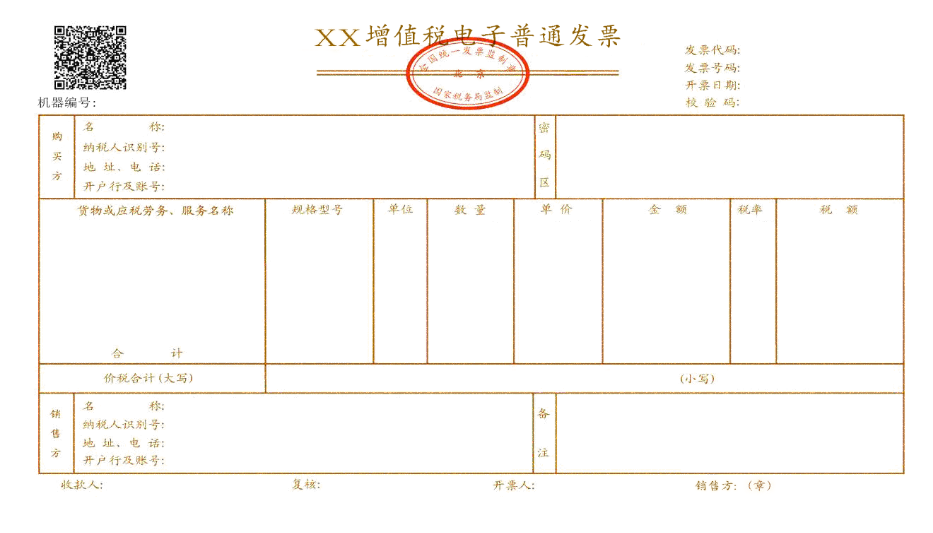 XX增值税电子普通发票
全国统一发票监制章
北京
国家税务局监制
发票代码:
发票号码:
开票日期:
校 验 码:
机器编号:
购买方
名 称:
纳税人识别号:
地 址、电 话:
开户行及账号:
密码区
货物或应税劳务、服务名称 规格型号 单位 数 量 单 价 金 额 税率 税 额
合 计
价税合计(大写) (小写)
销售方
名 称:
纳税人识别号:
地 址、电 话:
开户行及账号:
备注
收款人: 复核: 开票人: 销售方:(章)